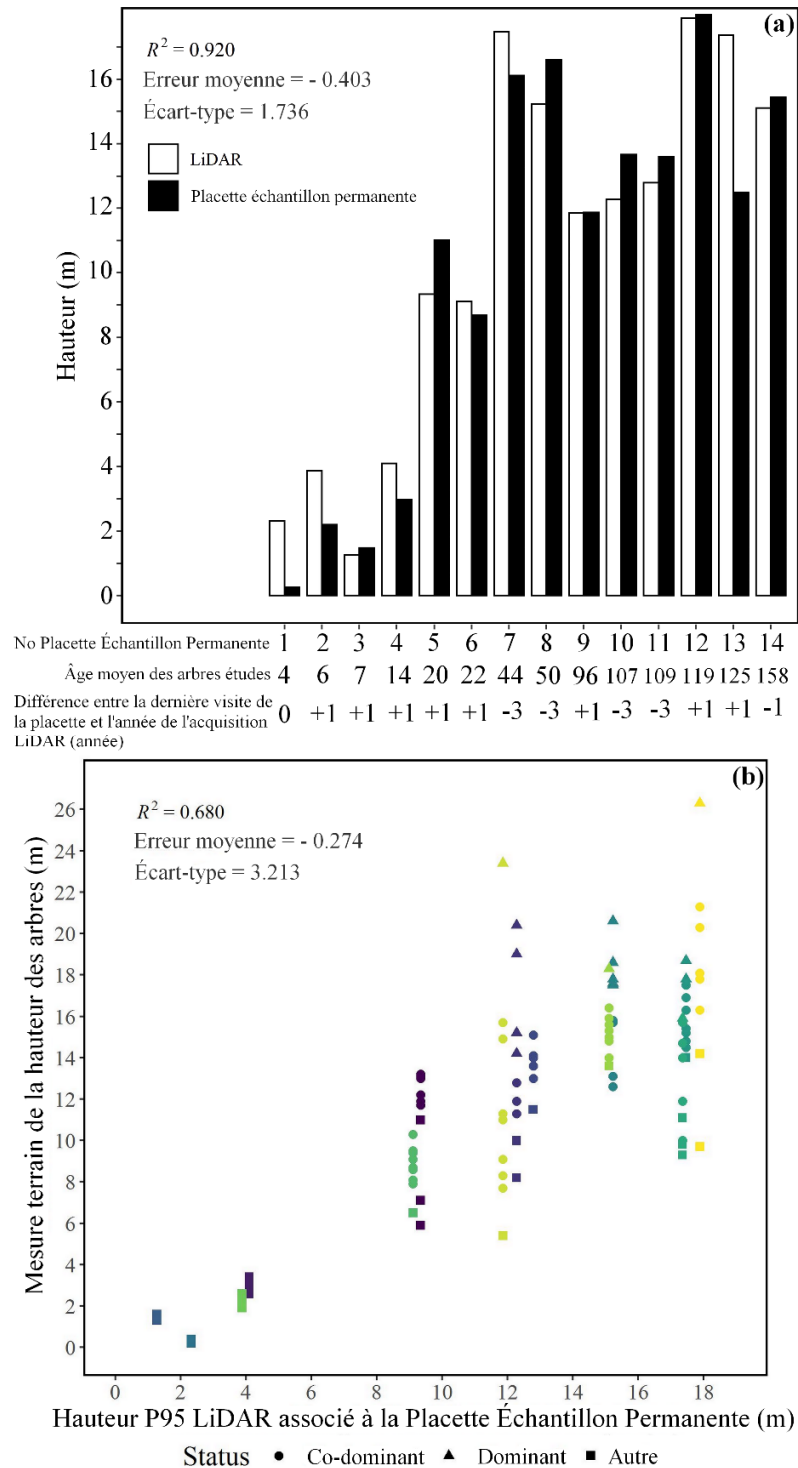 (a)
R² = 0.920
Erreur moyenne = - 0.403
Écart-type = 1.736
LiDAR
Placette échantillon permanente
Hauteur (m)
16
14
12
10
8
6
4
2
0
No Placette Échantillon Permanente 1 2 3 4 5 6 7 8 9 10 11 12 13 14
Âge moyen des arbres études 4 6 7 14 20 22 44 50 96 107 109 119 125 158
Différence entre la dernière visite de
la placette et l'année de l'acquisition 0 +1 +1 +1 +1 +1 -3 -3 +1 -3 -3 +1 +1 -1
LiDAR (année)
(b)
R² = 0.680
Erreur moyenne = - 0.274
Écart-type = 3.213
Mesure terrain de la hauteur des arbres (m)
26
24
22
20
18
16
14
12
10
8
6
4
2
0
0 2 4 6 8 10 12 14 16 18
Hauteur P95 LiDAR associé à la Placette Échantillon Permanente (m)
Status Co-dominant Dominant Autre